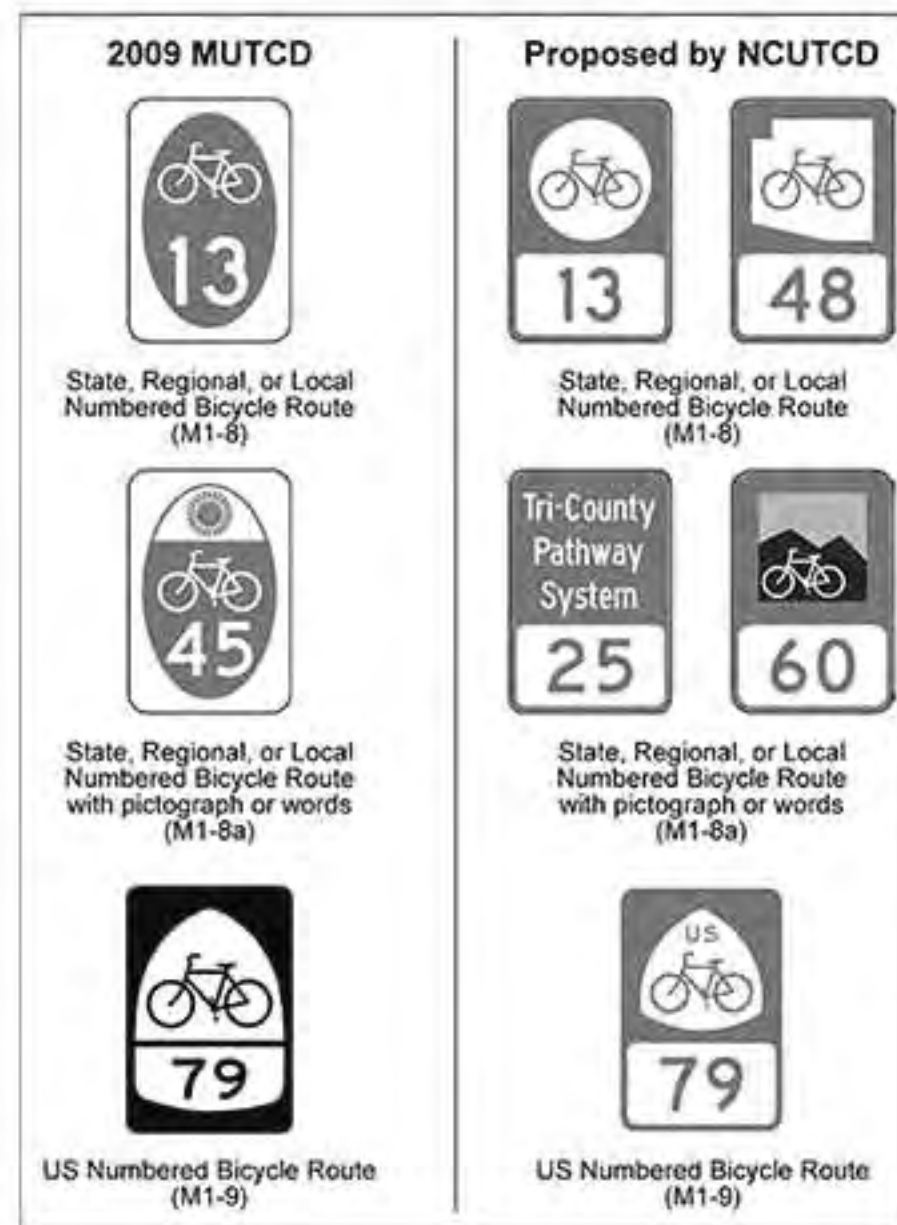 2009 MUTCD
13
State, Regional, or Local
Numbered Bicycle Route
(M1-8)
45
State, Regional, or Local
Numbered Bicycle Route
with pictograph or words
(M1-8a)
79
US Numbered Bicycle Route
(M1-9)
Proposed by NCUTCD
13
48
State, Regional, or Local
Numbered Bicycle Route
(M1-8)
Tri-County
Pathway
System
25
60
State, Regional, or Local
Numbered Bicycle Route
with pictograph or words
(M1-8a)
US
79
US Numbered Bicycle Route
(M1-9)